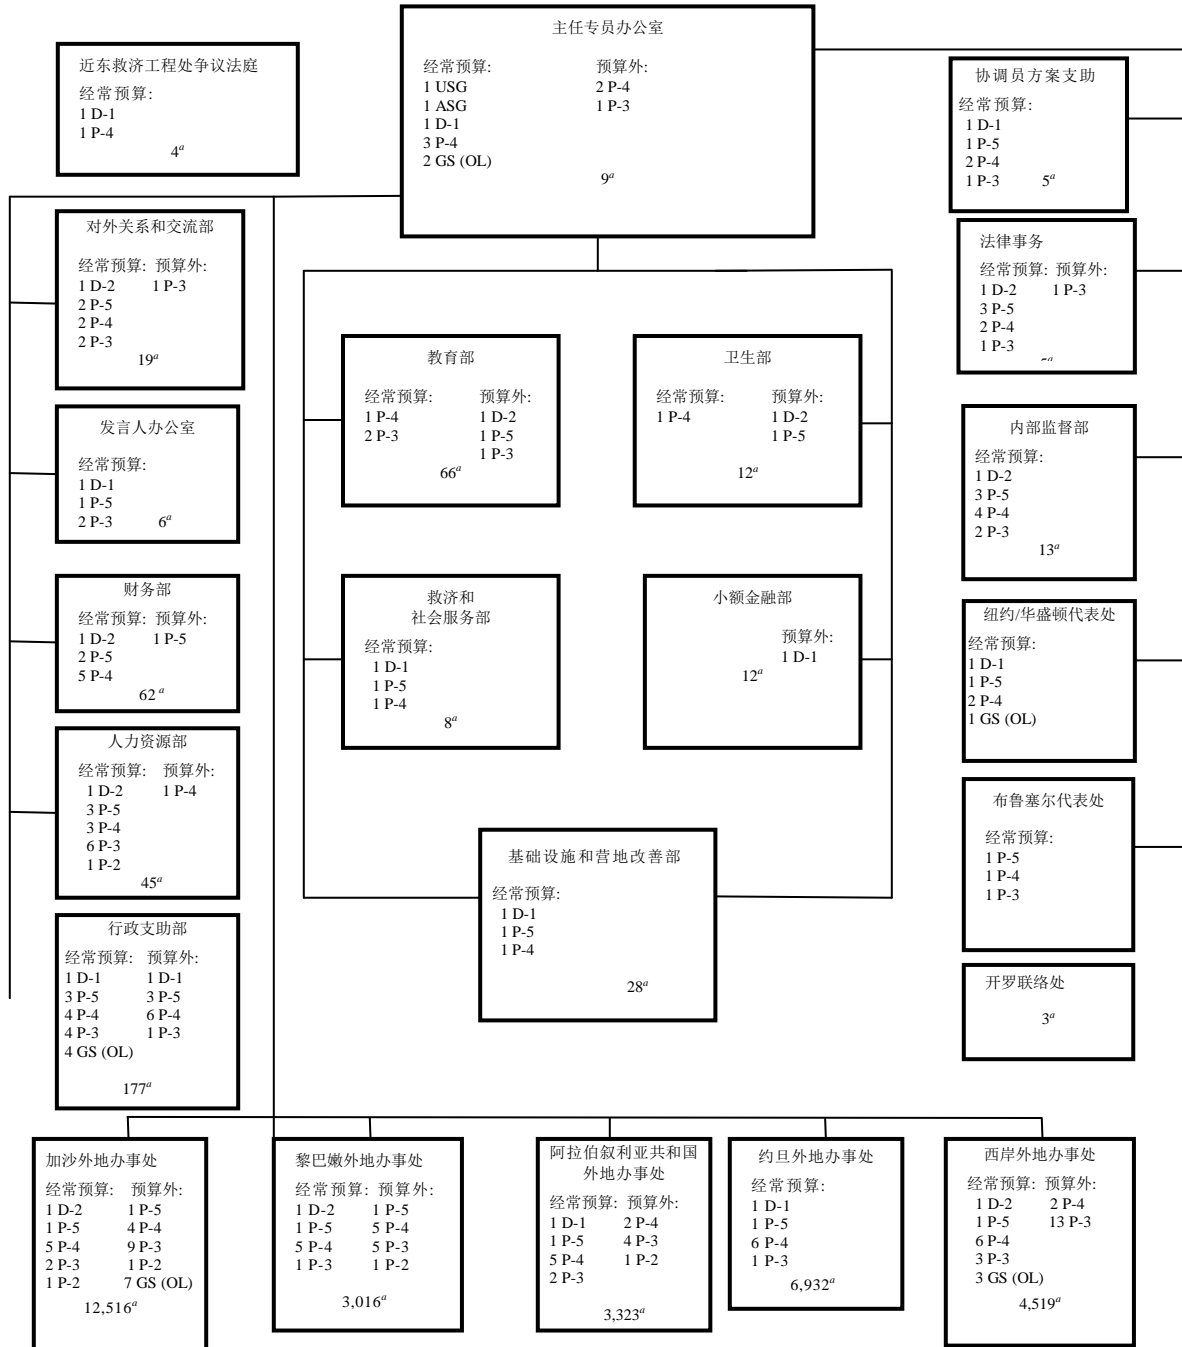 主任专员办公室
经常预算: 预算外:
1 USG 2 P-4
1 ASG 1 P-3
1 D-1
3 P-4
2 GS (OL)
9a
近东救济工程处争议法庭
经常预算:
1 D-1
1 P-4
4a
协调员方案支助
经常预算:
1 D-1
1 P-5
2 P-4
1 P-3 5a
对外关系和交流部
经常预算: 预算外:
1 D-2 1 P-3
2 P-5
2 P-4
2 P-3
19a
法律事务
经常预算: 预算外:
1 D-2 1 P-3
3 P-5
2 P-4
1 P-3
教育部
经常预算: 预算外:
1 P-4 1 D-2
2 P-3 1 P-5
1 P-3
66a
卫生部
经常预算: 预算外:
1 P-4 1 D-2
1 P-5
12a
发言人办公室
经常预算:
1 D-1
1 P-5
2 P-3 6a
内部监督部
经常预算:
1 D-2
3 P-5
4 P-4
2 P-3
13a
财务部
经常预算: 预算外:
1 D-2 1 P-5
2 P-5
5 P-4
62 a
救济和
社会服务部
经常预算:
1 D-1
1 P-5
1 P-4
8a
小额金融部
预算外:
1 D-1
12a
纽约/华盛顿代表处
经常预算:
1 D-1
1 P-5
2 P-4
1 GS (OL)
人力资源部
经常预算: 预算外:
1 D-2 1 P-4
3 P-5
3 P-4
6 P-3
1 P-2
45a
布鲁塞尔代表处
经常预算:
1 P-5
1 P-4
1 P-3
基础设施和营地改善部
经常预算:
1 D-1
1 P-5
1 P-4
28a
行政支助部
经常预算: 预算外:
1 D-1 1 D-1
3 P-5 3 P-5
4 P-4 6 P-4
4 P-3 1 P-3
4 GS (OL)
177a
开罗联络处
3a
加沙外地办事处
经常预算: 预算外:
1 D-2 1 P-5
1 P-5 4 P-4
5 P-4 9 P-3
2 P-3 1 P-2
1 P-2 7 GS (OL)
12,516a
黎巴嫩外地办事处
经常预算: 预算外:
1 D-2 1 P-5
1 P-5 5 P-4
5 P-4 5 P-3
1 P-3 1 P-2
3,016a
阿拉伯叙利亚共和国
外地办事处
经常预算: 预算外:
1 D-1 2 P-4
1 P-5 4 P-3
5 P-4 1 P-2
2 P-3
3,323a
约旦外地办事处
经常预算:
1 D-1
1 P-5
6 P-4
1 P-3
6,932a
西岸外地办事处
经常预算: 预算外:
1 D-2 2 P-4
1 P-5 13 P-3
6 P-4
3 P-3
3 GS (OL)
4,519a